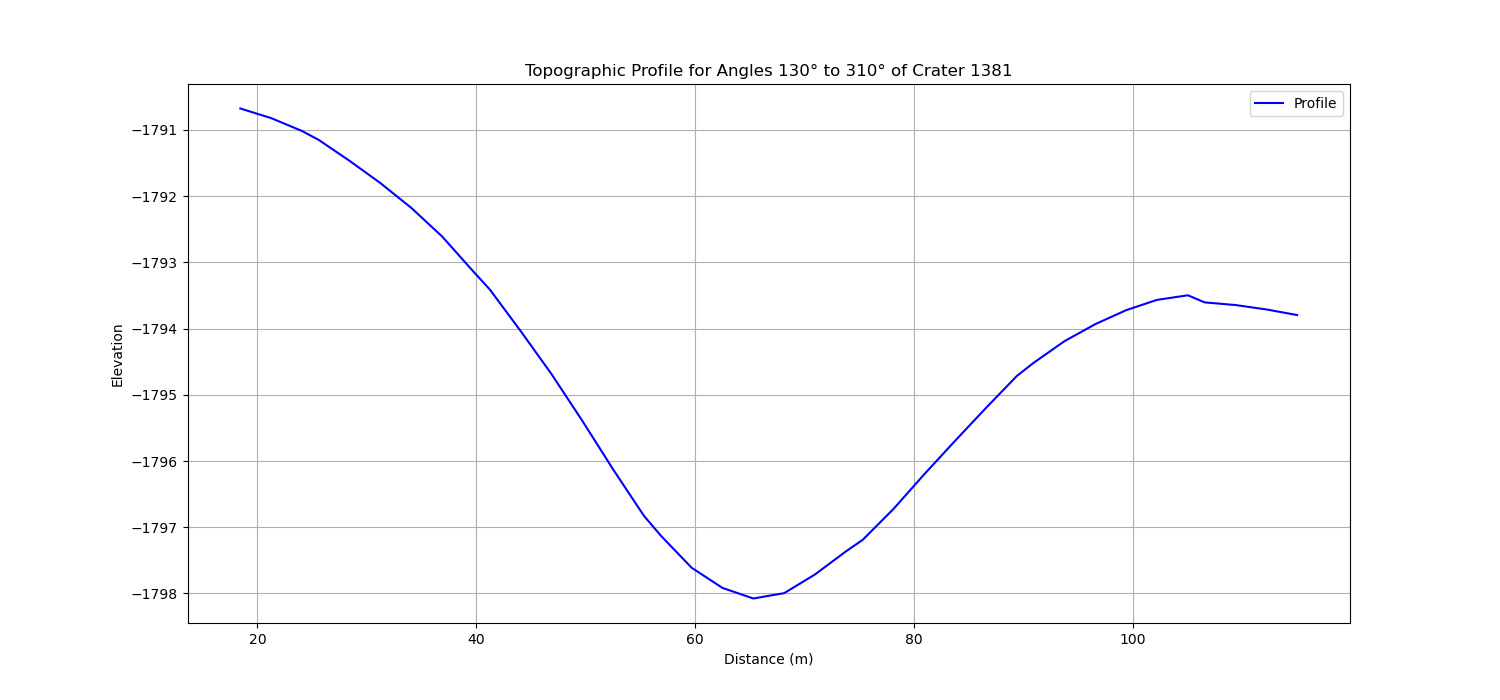 Topographic Profile for Angles 130° to 310° of Crater 1381
Profile
−1791
−1792
−1793
−1794
−1795
−1796
−1797
−1798
Elevation
20 40 60 80 100
Distance (m)